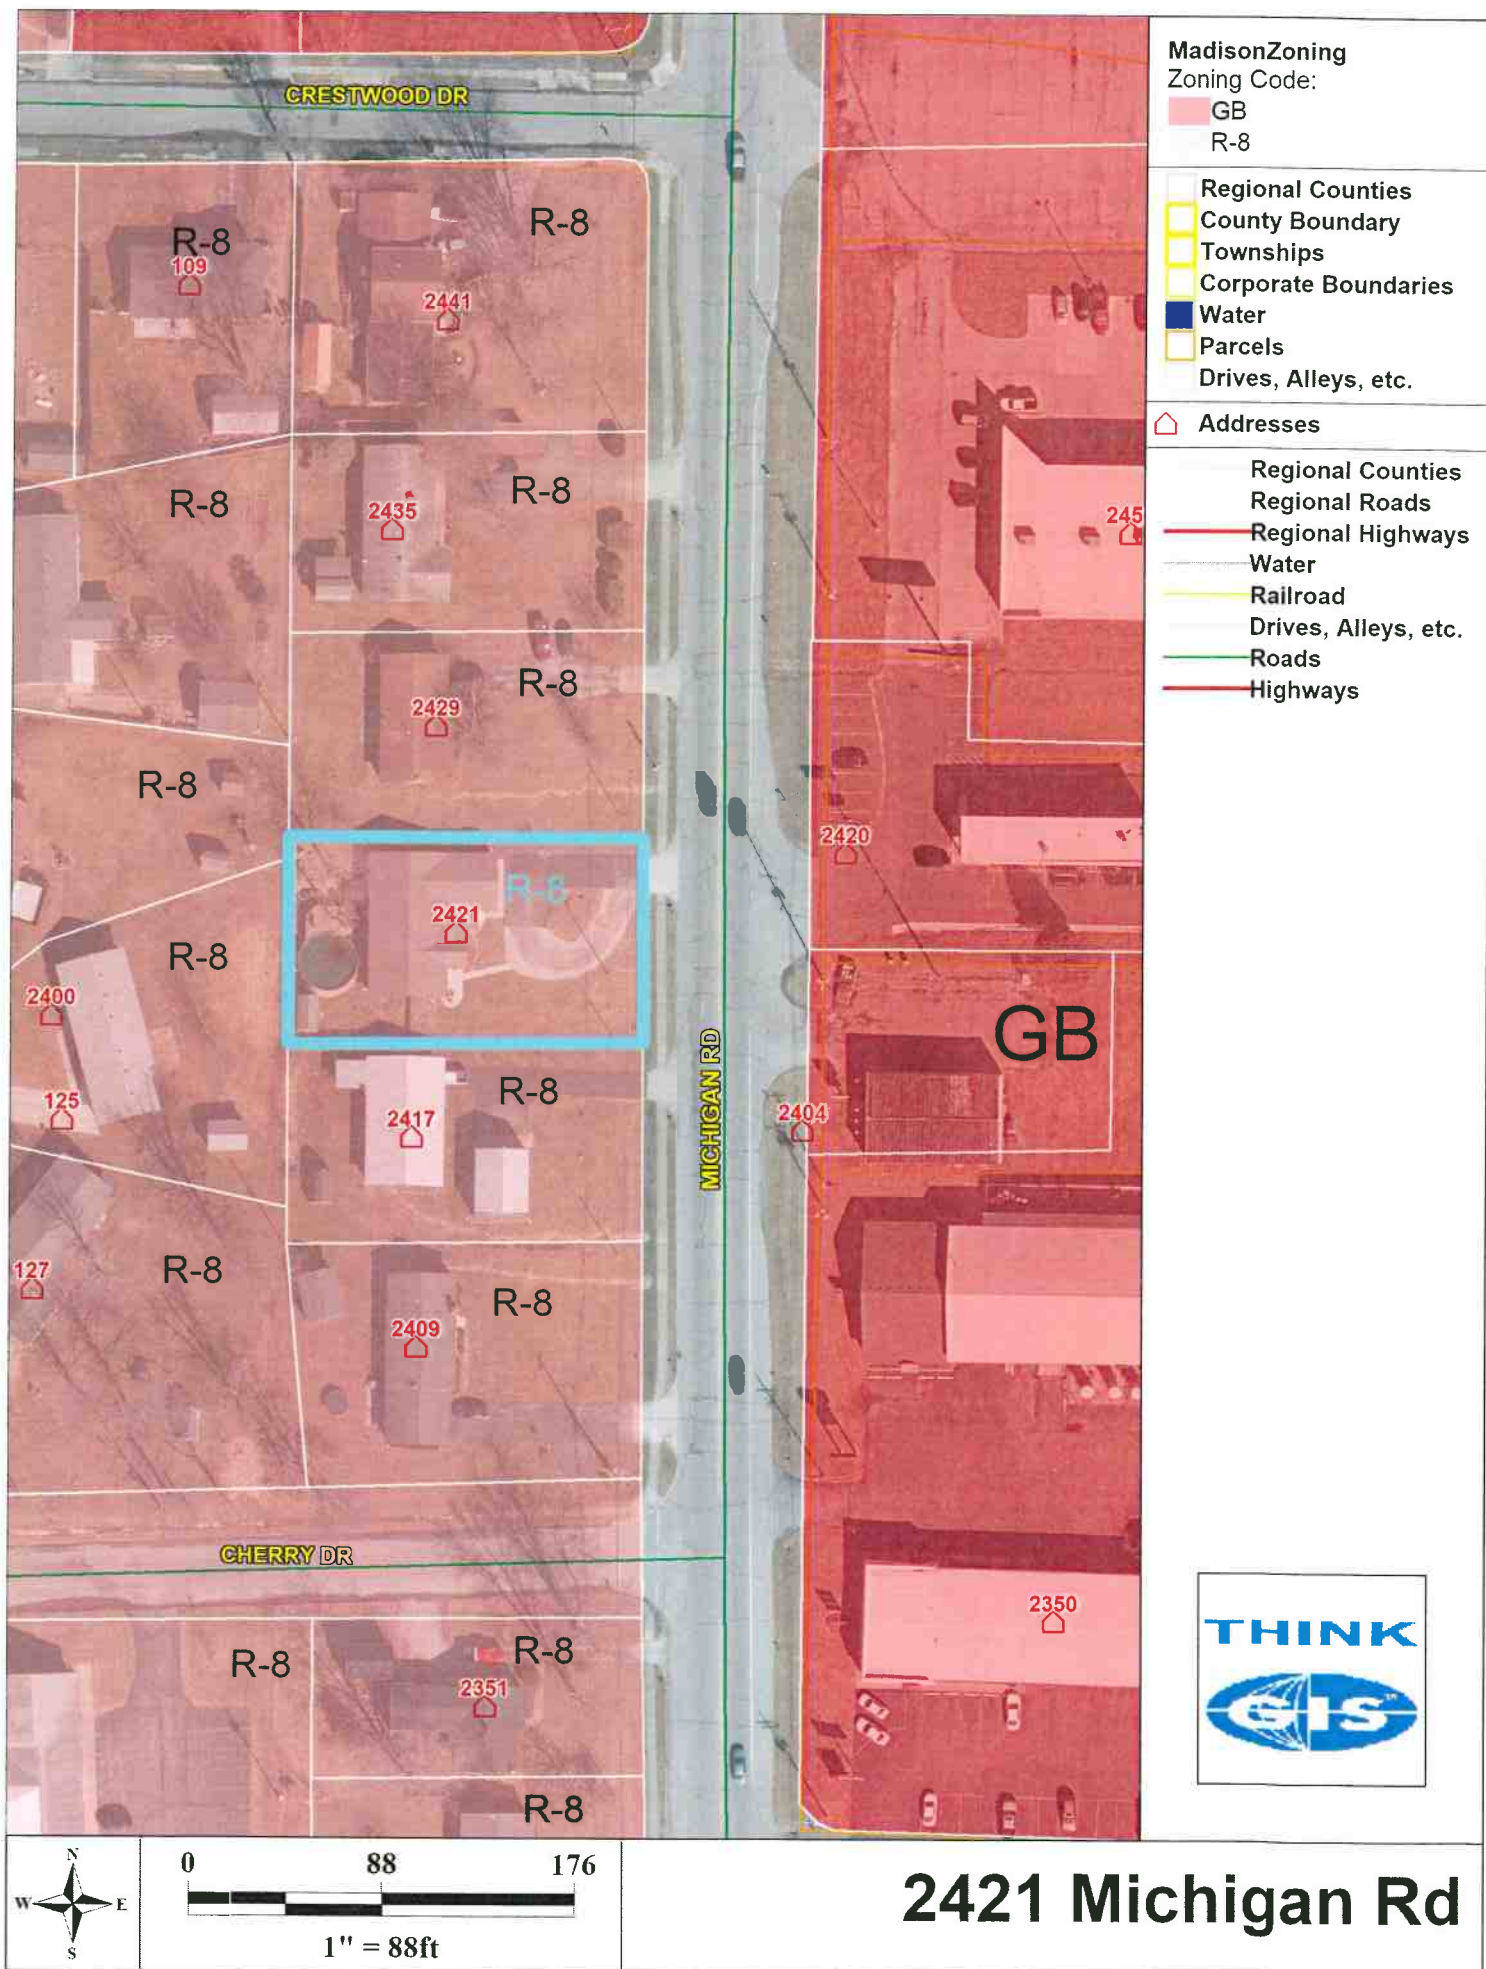 CRESTWOOD DR
R-8
109
R-8
2441
R-8
2435
R-8
2429
R-8
R-8
R-8
2421
R-8
2400
125
2417
R-8
127
R-8
2409
R-8
CHERRY DR
R-8
R-8
2351
R-8
MICHIGAN RD
245
2420
GB
2404
2350
MadisonZoning
Zoning Code:
GB
R-8
Regional Counties
County Boundary
Townships
Corporate Boundaries
Water
Parcels
Drives, Alleys, etc.
Addresses
Regional Counties
Regional Roads
Regional Highways
Water
Railroad
Drives, Alleys, etc.
Roads
Highways
THINK
GIS
N
W E
S
0 88 176
1" = 88ft
2421 Michigan Rd